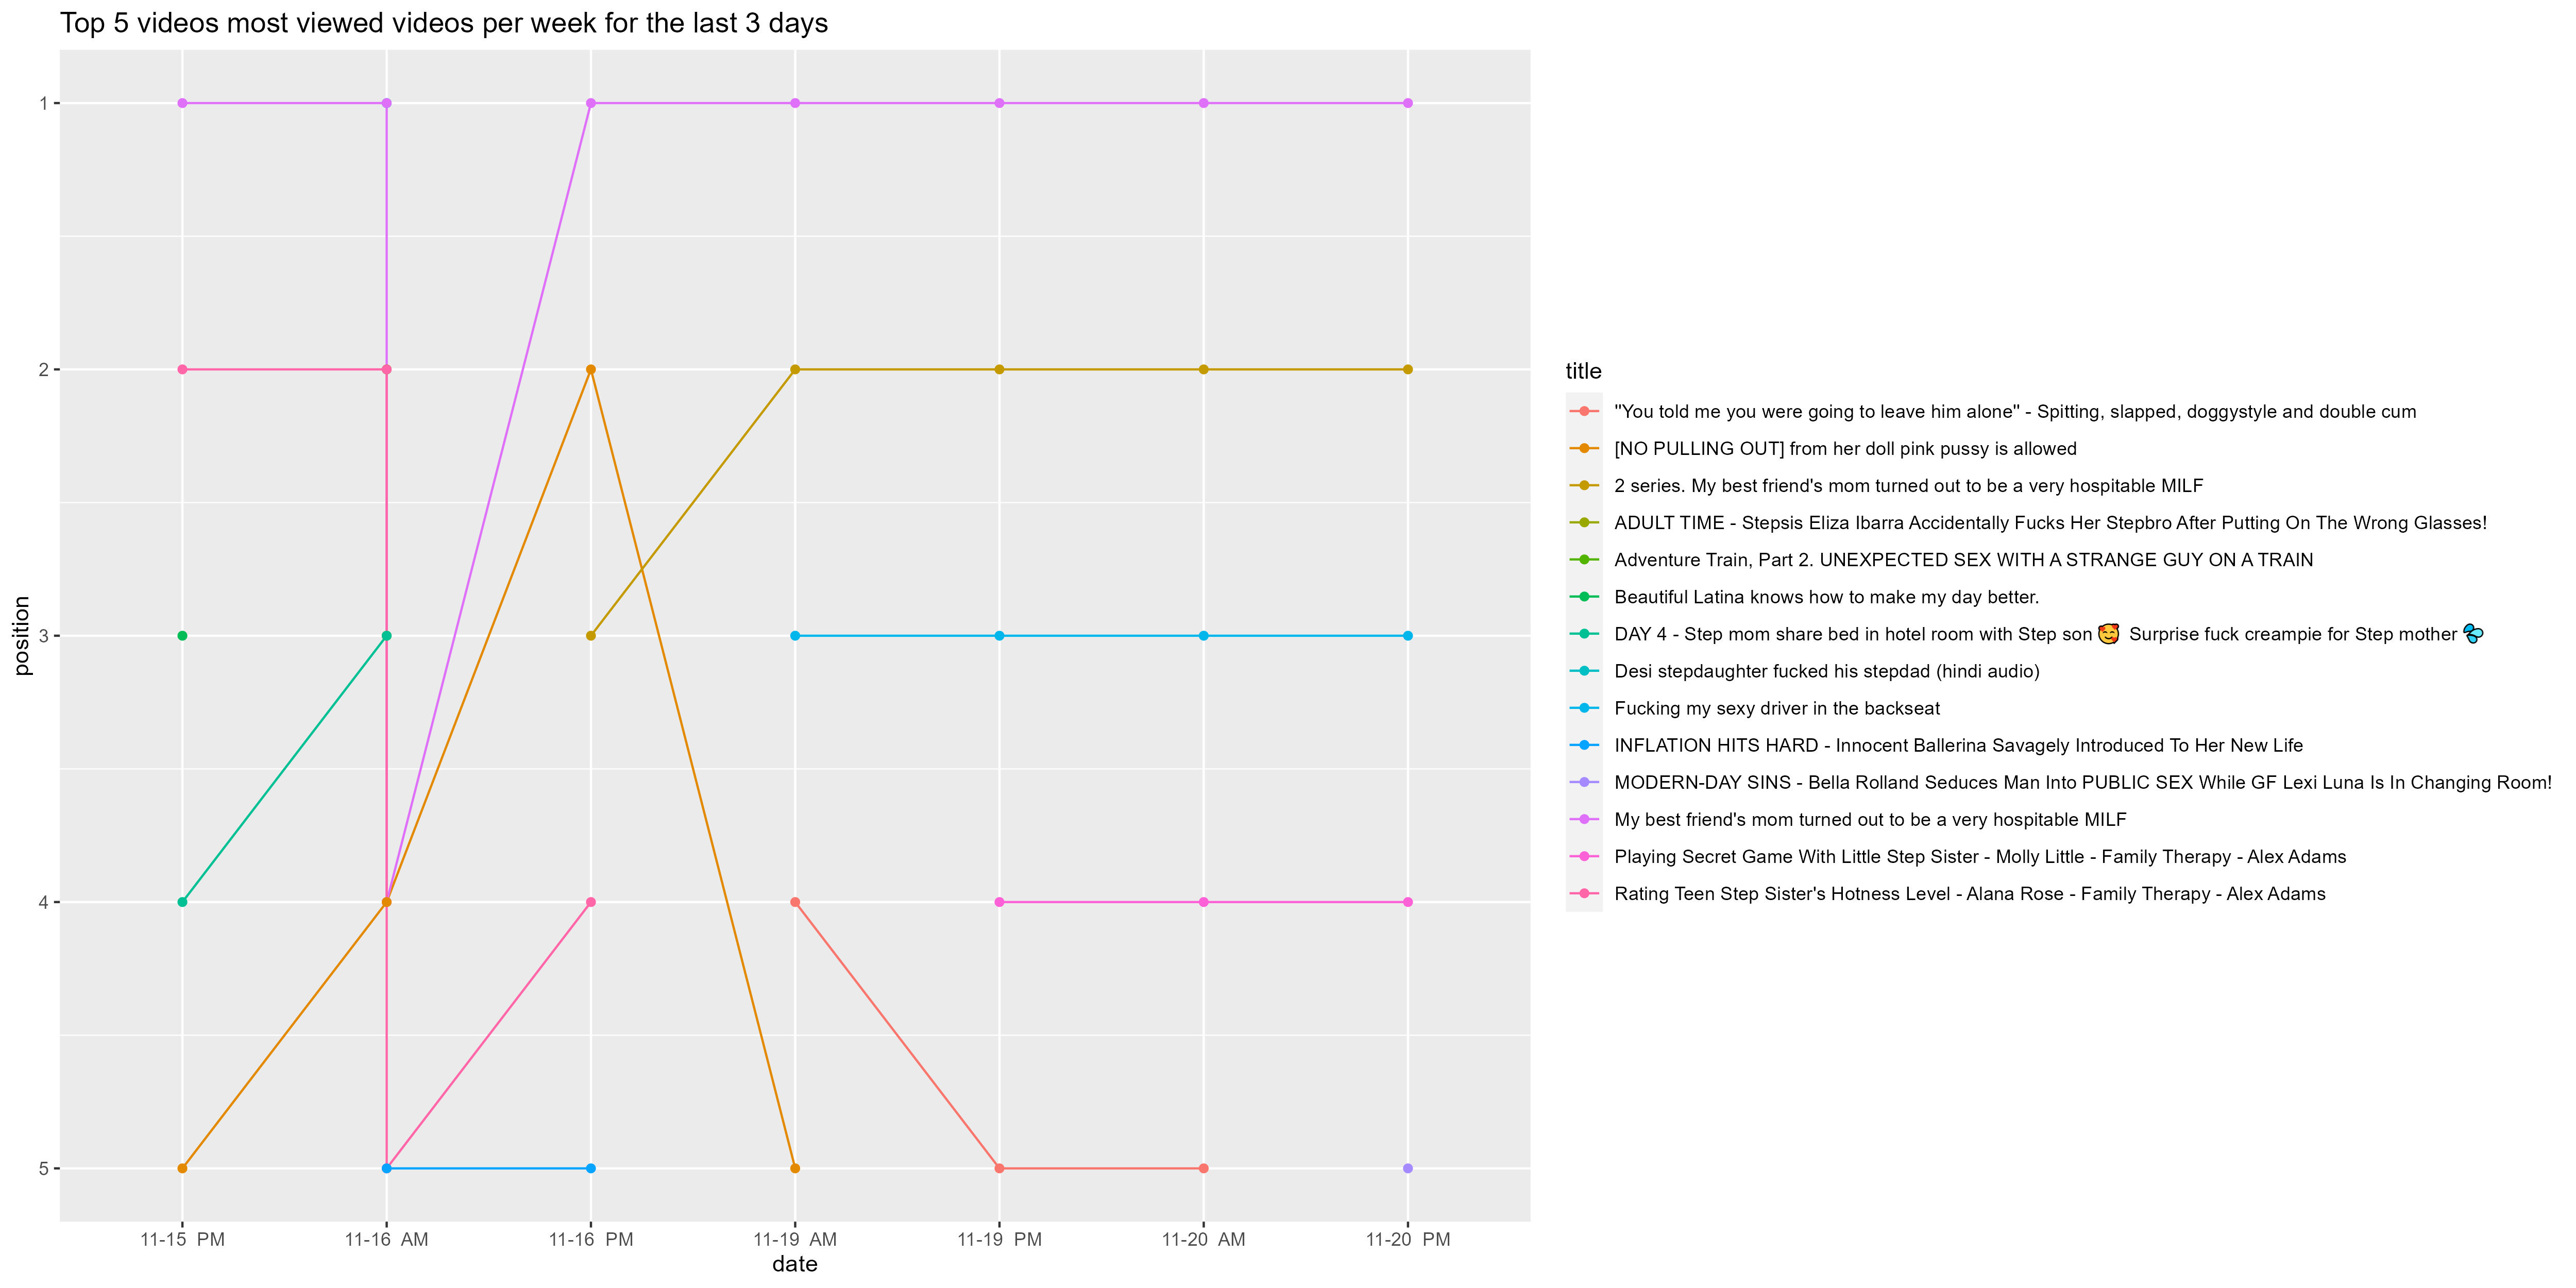 Top 5 videos most viewed videos per week for the last 3 days
position
1
2
3
4
5
11-15 PM
11-16 AM
11-16 PM
11-19 AM
11-19 PM
11-20 AM
11-20 PM
date
title
"You told me you were going to leave him alone" - Spitting, slapped, doggystyle and double cum
[NO PULLING OUT] from her doll pink pussy is allowed
2 series. My best friend's mom turned out to be a very hospitable MILF
ADULT TIME - Stepsis Eliza Ibarra Accidentally Fucks Her Stepbro After Putting On The Wrong Glasses!
Adventure Train, Part 2. UNEXPECTED SEX WITH A STRANGE GUY ON A TRAIN
Beautiful Latina knows how to make my day better.
DAY 4 - Step mom share bed in hotel room with Step son 🥰 Surprise fuck creampie for Step mother 💦
Desi stepdaughter fucked his stepdad (hindi audio)
Fucking my sexy driver in the backseat
INFLATION HITS HARD - Innocent Ballerina Savagely Introduced To Her New Life
MODERN-DAY SINS - Bella Rolland Seduces Man Into PUBLIC SEX While GF Lexi Luna Is In Changing Room!
My best friend's mom turned out to be a very hospitable MILF
Playing Secret Game With Little Step Sister - Molly Little - Family Therapy - Alex Adams
Rating Teen Step Sister's Hotness Level - Alana Rose - Family Therapy - Alex Adams